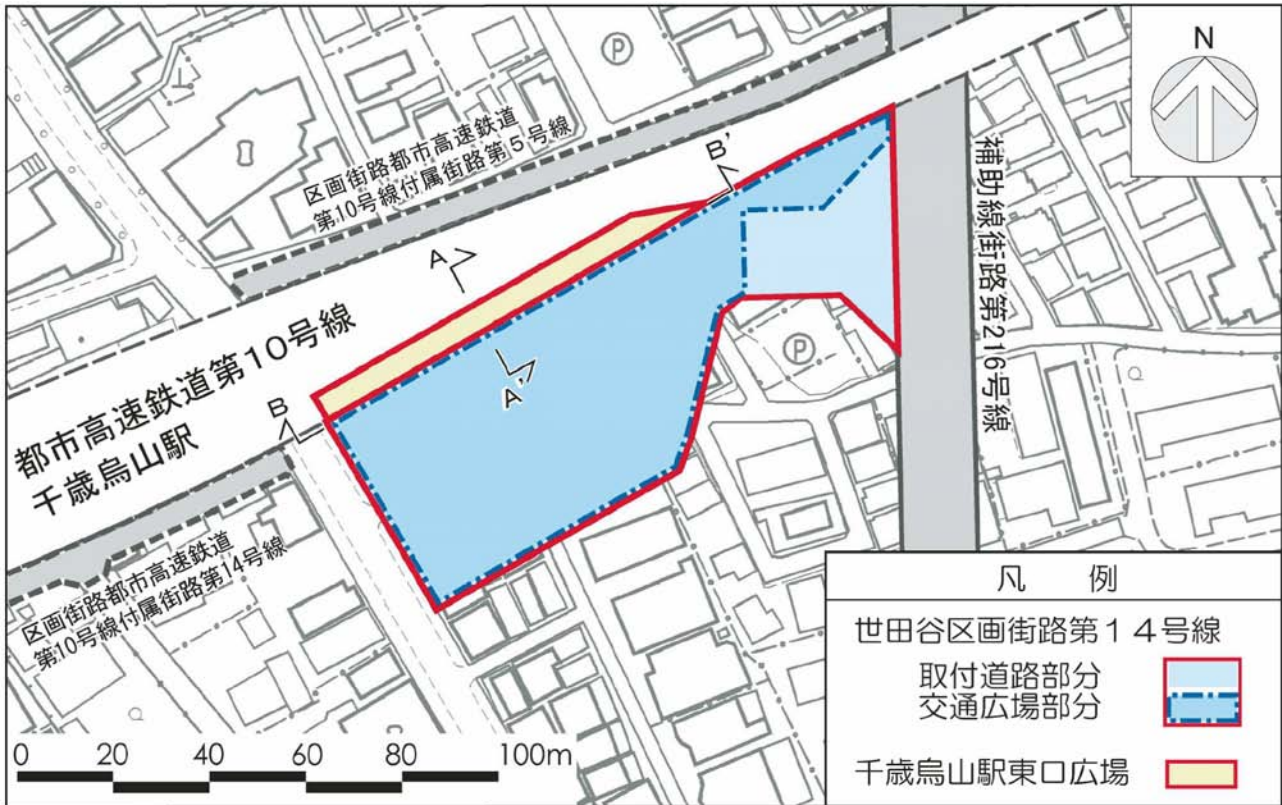 N
P
区画街路都市高速鉄道
第10号線付属街路第5号線
B'
補助線街路第216号線
A
P
A'
都市高速鉄道第10号線
千歳烏山駅
B
区画街路都市高速鉄道
第10号線付属街路第14号線
凡 例
世田谷区画街路第14号線
取付道路部分
交通広場部分
千歳烏山駅東口広場
0 20 40 60 80 100m